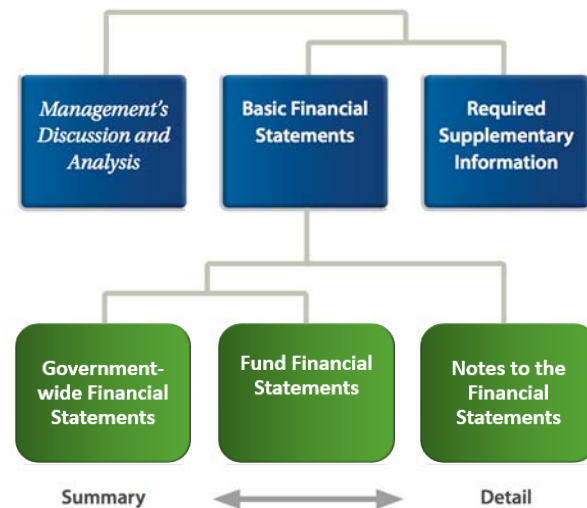 Management's
Discussion and
Analysis
Basic Financial
Statements
Required
Supplementary
Information
Government-
wide Financial
Statements
Fund Financial
Statements
Notes to the
Financial
Statements
Summary
Detail